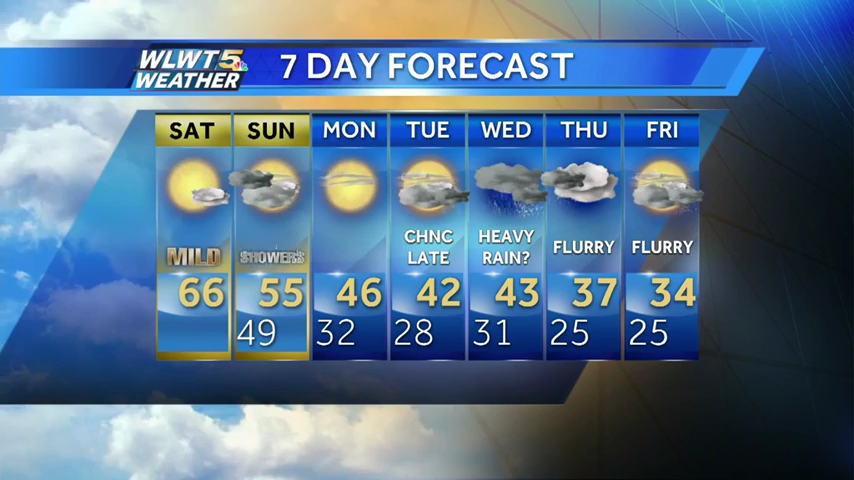 WLWT 5
WEATHER
7 DAY FORECAST
SAT SUN MON TUE WED THU FRI
MILD SHOWERS CHNC LATE HEAVY RAIN? FLURRY FLURRY
66 55 46 42 43 37 34
49 32 28 31 25 25